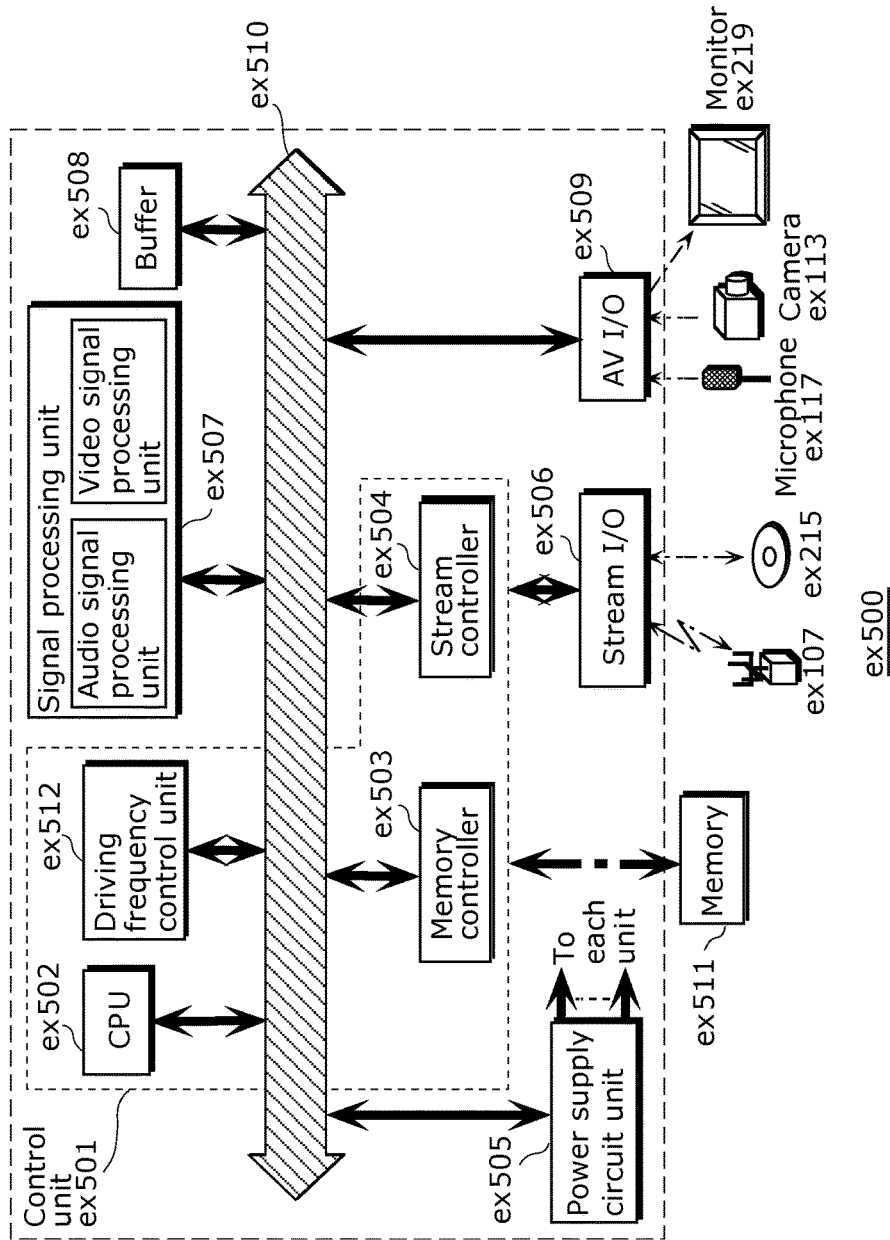 Control
unit
ex501
ex502
CPU
ex512
Driving
frequency
control unit
Signal processing unit
Audio signal
processing
unit
Video signal
processing
unit
ex507
ex508
Buffer
ex510
ex503
Memory
controller
ex504
Stream
controller
ex505
Power supply
circuit unit
To
each
unit
ex506
Stream I/O
ex509
AV I/O
ex511
Memory
ex107
ex215
Microphone
ex117
Camera
ex113
Monitor
ex219
ex500